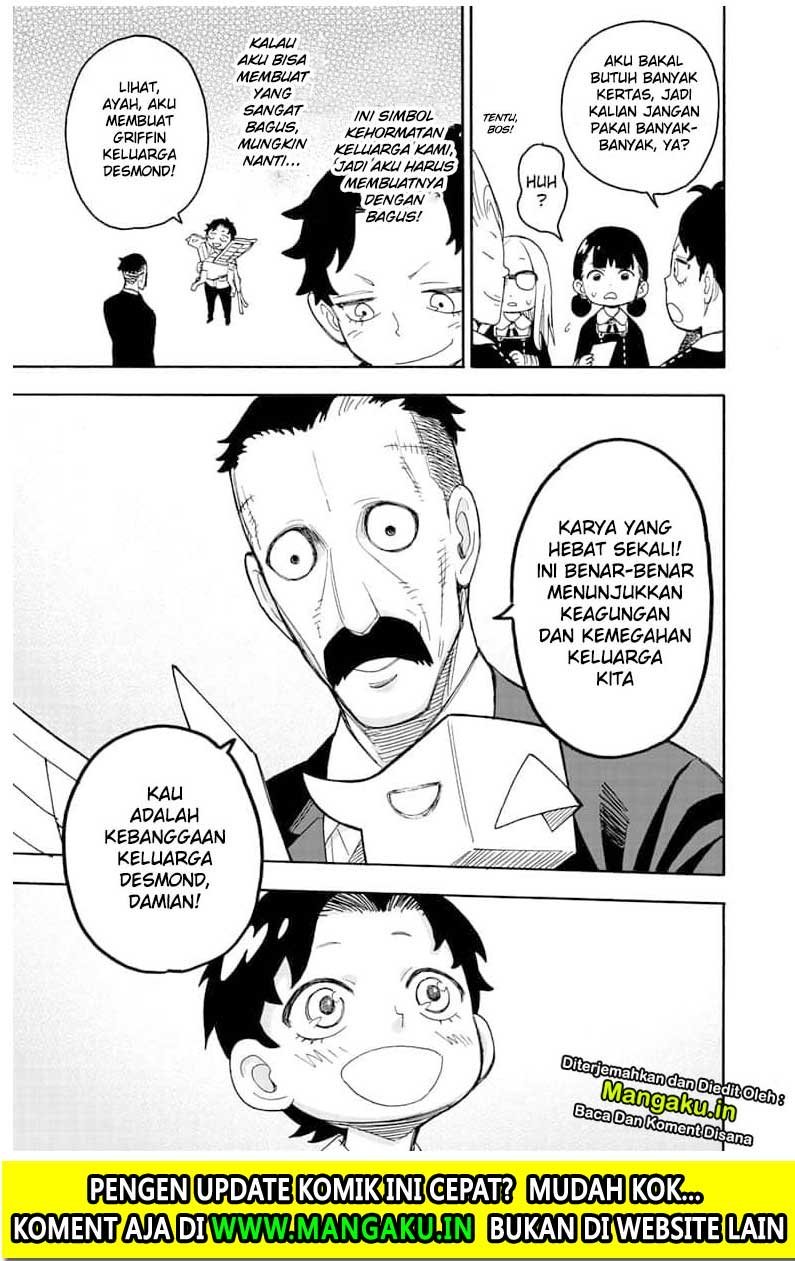 AKU BAKAL
BUTUH BANYAK
KERTAS, JADI
KALIAN JANGAN
PAKAI BANYAK-
BANYAK, YA?
TENTU,
BOS!
HUH
?
KALAU
AKU BISA
MEMBUAT
YANG
SANGAT
BAGUS,
MUNGKIN
NANTI...
INI SIMBOL
KEHORMATAN
KELUARGA KAMI,
JADI AKU HARUS
MEMBUATNYA
DENGAN
BAGUS!
LIHAT,
AYAH, AKU
MEMBUAT
GRIFFIN
KELUARGA
DESMOND!
KARYA YANG
HEBAT SEKALI!
INI BENAR-BENAR
MENUNJUKKAN
KEAGUNGAN
DAN KEMEGAHAN
KELUARGA
KITA
KAU
ADALAH
KEBANGGAAN
KELUARGA
DESMOND,
DAMIAN!
Diterjemahkan dan Diedit Oleh :
Mangaku.in
Baca Dan Koment Disana
PENGEN UPDATE KOMIK INI CEPAT? MUDAH KOK...
KOMENT AJA DI WWW.MANGAKU.IN BUKAN DI WEBSITE LAIN